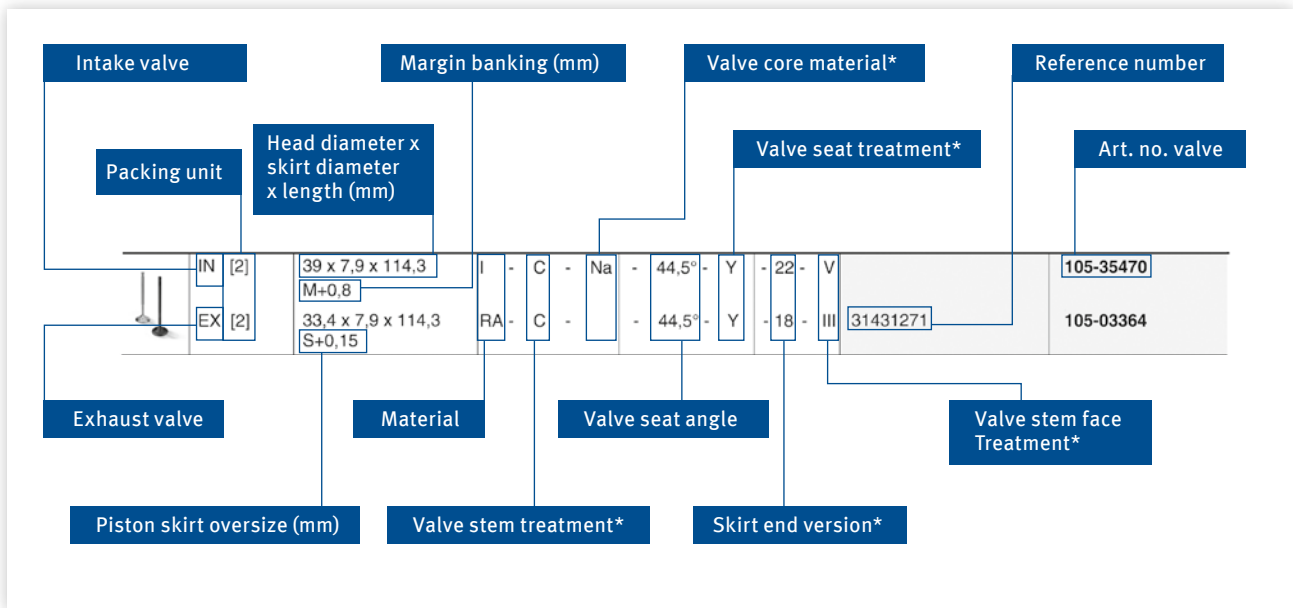 Intake valve
Margin banking (mm)
Valve core material*
Reference number
Packing unit
Head diameter x
skirt diameter
x length (mm)
Valve seat treatment*
Art. no. valve
IN [2] 39 x 7,9 x 114,3 I - C - Na - 44,5° - Y - 22 - V 105-35470
M+0,8
EX [2] 33,4 x 7,9 x 114,3 RA - C - - 44,5° - Y - 18 - III 31431271 105-03364
S+0,15
Exhaust valve
Material
Valve seat angle
Valve stem face
Treatment*
Piston skirt oversize (mm)
Valve stem treatment*
Skirt end version*